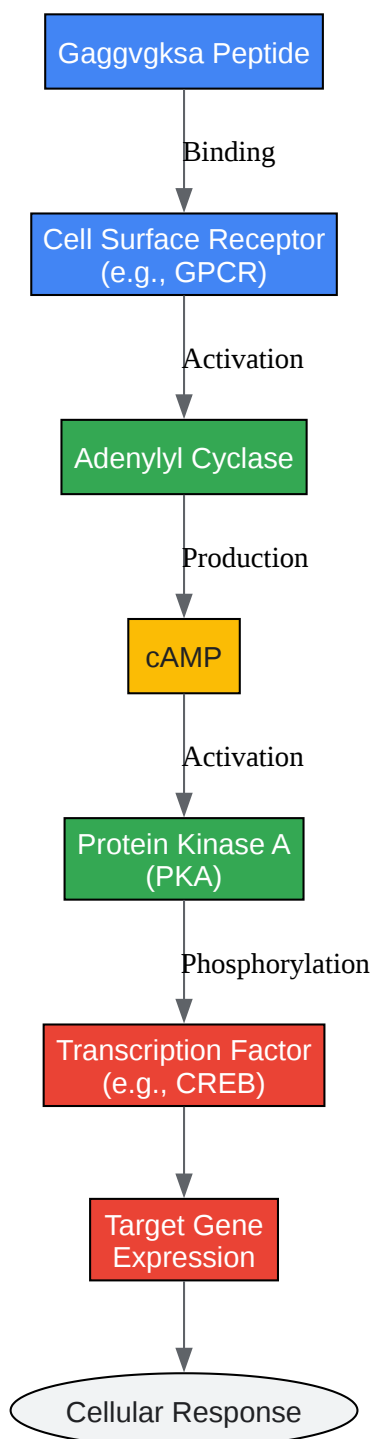 Gaggvgksa Peptide
Binding
Cell Surface Receptor
(e.g., GPCR)
Activation
Adenylyl Cyclase
Production
cAMP
Activation
Protein Kinase A
(PKA)
Phosphorylation
Transcription Factor
(e.g., CREB)
Target Gene
Expression
Cellular Response